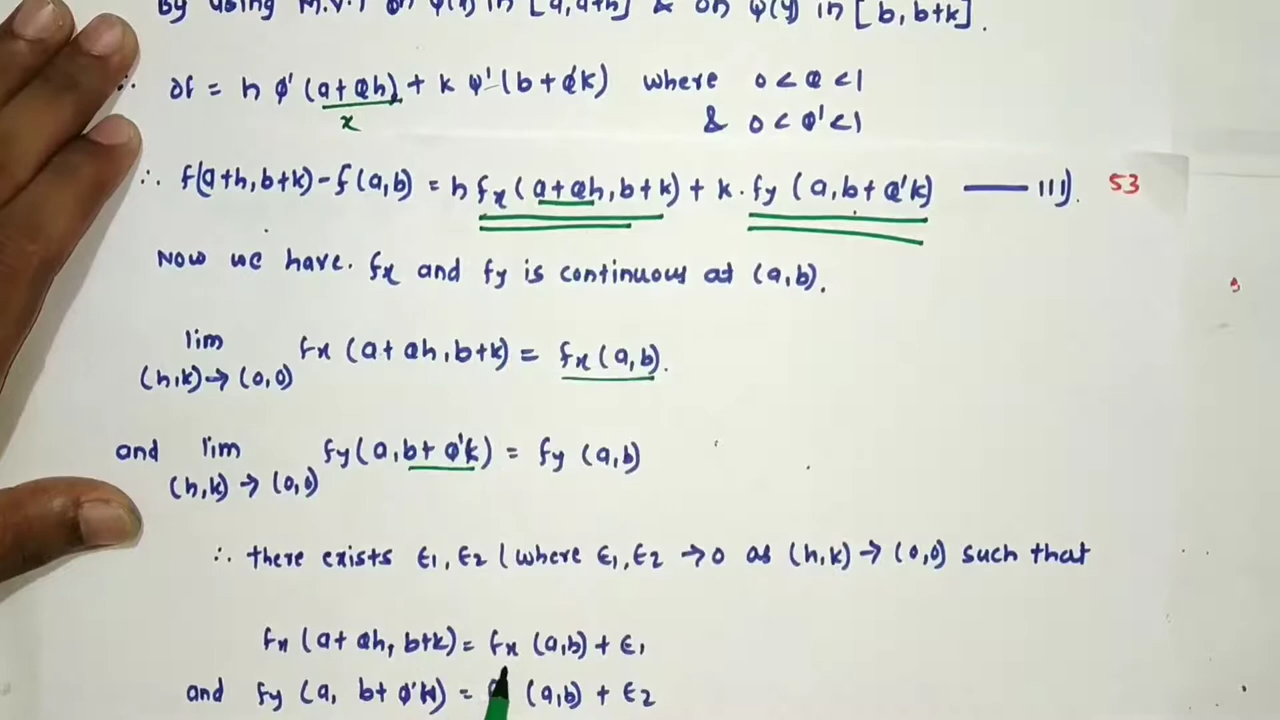 By using M.V.T on φ(x) in [a,a+h] & on ψ(y) in [b,b+k].
∴ δf = h φ'(a+θh) + k ψ'(b+θ'k) where 0<θ<1
x
& 0<θ'<1
∴ f(a+h,b+k)-f(a,b) = h fx(a+θh,b+k) + k.fy(a,b+θ'k) — III). 53
Now we have. fx and fy is continuous at (a,b).
lim fx(a+θh,b+k) = fx(a,b).
(h,k)→(0,0)
and lim fy(a,b+θ'k) = fy(a,b)
(h,k)→(0,0)
∴ there exists ε1,ε2 (where ε1,ε2→0 as (h,k)→(0,0) such that
fx(a+θh,b+k) = fx(a,b)+ε1
and fy(a, b+θ'k) = (a,b)+ε2